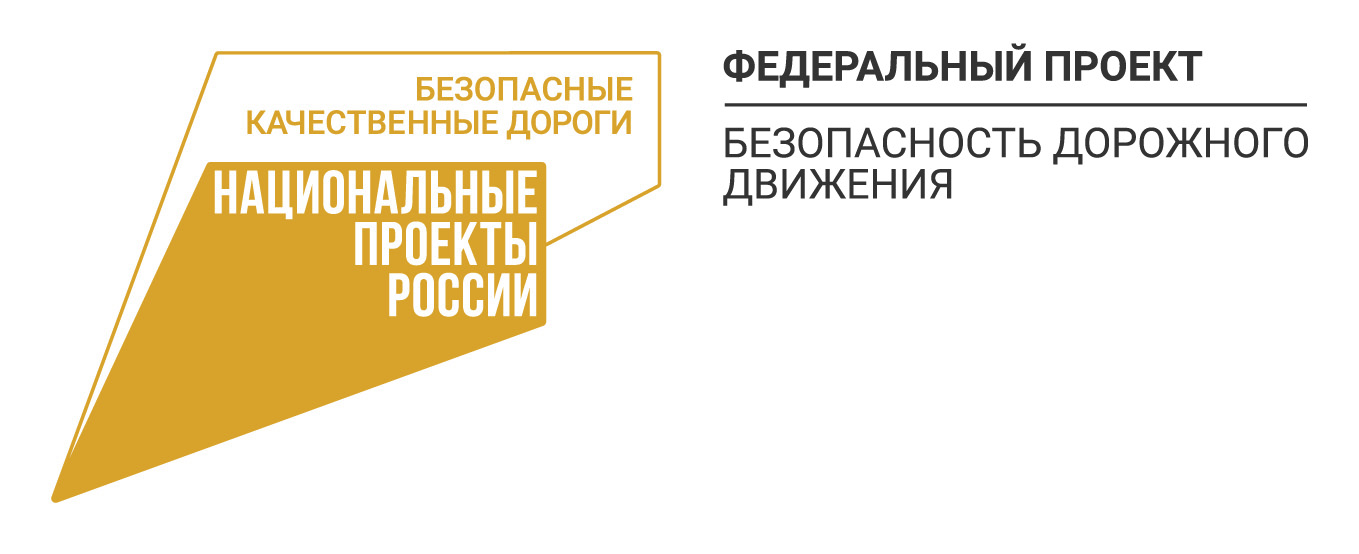 БЕЗОПАСНЫЕ
КАЧЕСТВЕННЫЕ ДОРОГИ
НАЦИОНАЛЬНЫЕ
ПРОЕКТЫ
РОССИИ
ФЕДЕРАЛЬНЫЙ ПРОЕКТ
БЕЗОПАСНОСТЬ ДОРОЖНОГО
ДВИЖЕНИЯ